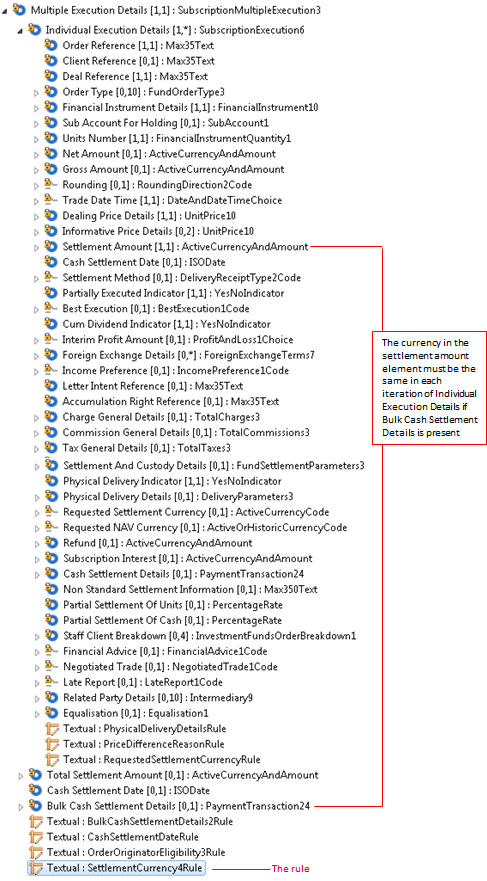 Multiple Execution Details [1,1] : SubscriptionMultipleExecution3
Individual Execution Details [1,*] : SubscriptionExecution6
Order Reference [1,1] : Max35Text
Client Reference [0,1] : Max35Text
Deal Reference [1,1] : Max35Text
Order Type [0,10] : FundOrderType3
Financial Instrument Details [1,1] : FinancialInstrument10
Sub Account For Holding [0,1] : SubAccount1
Units Number [1,1] : FinancialInstrumentQuantity1
Net Amount [0,1] : ActiveCurrencyAndAmount
Gross Amount [0,1] : ActiveCurrencyAndAmount
Rounding [0,1] : RoundingDirection2Code
Trade Date Time [1,1] : DateAndDateTimeChoice
Dealing Price Details [1,1] : UnitPrice10
Informative Price Details [0,2] : UnitPrice10
Settlement Amount [1,1] : ActiveCurrencyAndAmount
Cash Settlement Date [0,1] : ISODate
Settlement Method [0,1] : DeliveryReceiptType2Code
Partially Executed Indicator [1,1] : YesNoIndicator
Best Execution [0,1] : BestExecution1Code
Cum Dividend Indicator [1,1] : YesNoIndicator
Interim Profit Amount [0,1] : ProfitAndLoss1Choice
Foreign Exchange Details [0,*] : ForeignExchangeTerms7
Income Preference [0,1] : IncomePreference1Code
Letter Intent Reference [0,1] : Max35Text
Accumulation Right Reference [0,1] : Max35Text
Charge General Details [0,1] : TotalCharges3
Commission General Details [0,1] : TotalCommissions3
Tax General Details [0,1] : TotalTaxes3
Settlement And Custody Details [0,1] : FundSettlementParameters3
Physical Delivery Indicator [1,1] : YesNoIndicator
Physical Delivery Details [0,1] : DeliveryParameters3
Requested Settlement Currency [0,1] : ActiveCurrencyCode
Requested NAV Currency [0,1] : ActiveOrHistoricCurrencyCode
Refund [0,1] : ActiveCurrencyAndAmount
Subscription Interest [0,1] : ActiveCurrencyAndAmount
Cash Settlement Details [0,1] : PaymentTransaction24
Non Standard Settlement Information [0,1] : Max350Text
Partial Settlement Of Units [0,1] : PercentageRate
Partial Settlement Of Cash [0,1] : PercentageRate
Staff Client Breakdown [0,4] : InvestmentFundsOrderBreakdown1
Financial Advice [0,1] : FinancialAdvice1Code
Negotiated Trade [0,1] : NegotiatedTrade1Code
Late Report [0,1] : LateReport1Code
Related Party Details [0,10] : Intermediary9
Equalisation [0,1] : Equalisation1
Textual : PhysicalDeliveryDetailsRule
Textual : PriceDifferenceReasonRule
Textual : RequestedSettlementCurrencyRule
Total Settlement Amount [0,1] : ActiveCurrencyAndAmount
Cash Settlement Date [0,1] : ISODate
Bulk Cash Settlement Details [0,1] : PaymentTransaction24
Textual : BulkCashSettlementDetails2Rule
Textual : CashSettlementDateRule
Textual : OrderOriginatorEligibility3Rule
Textual : SettlementCurrency4Rule
The rule
The currency in the
settlement amount
element must be the
same in each
iteration of Individual
Execution Details if
Bulk Cash Settlement
Details is present